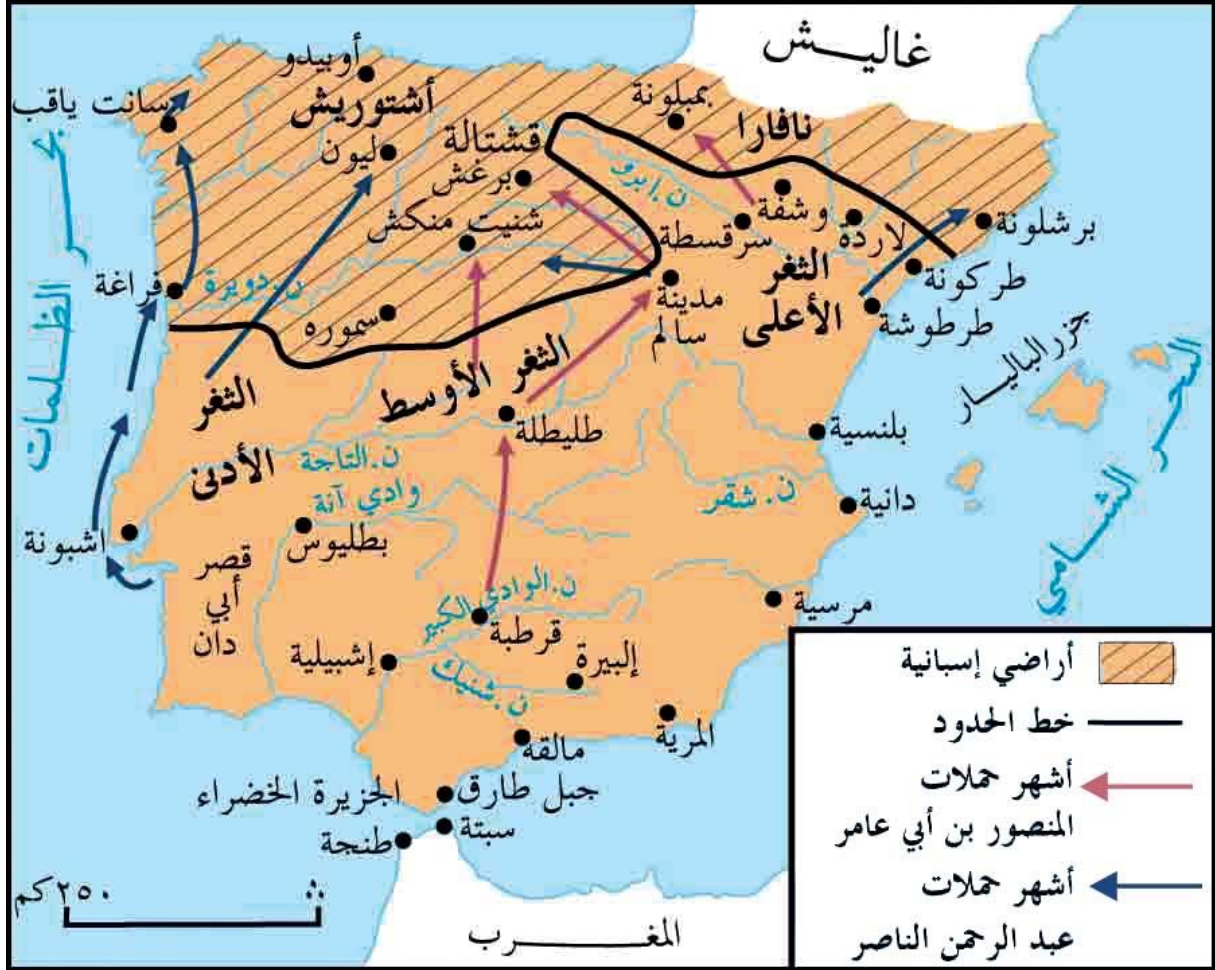 غاليش
أوبيدو
أشتوريش
سانت ياقب
ليون
قشتالة
برغش
شنيت منكش
بمبلونة
نافارا
ن. إبرة
وشفة
سرقسطة
لاردة
برشلونة
طركونة
طرطوشة
الثغر
الأعلى
مدينة
سالم
فراغة
ن. دويرة
سموره
بحر الظلمات
الثغر
الأدنى
الثغر الأوسط
طليطلة
ن. التاجة
وادي آنة
بطليوس
اشبونة
قصر
أبي
دان
بلنسية
ن. شقر
دانية
جزر الباليار
البحر الشامي
مرسية
ن. الوادي الكبير
قرطبة
إشبيلية
ن. شنيك
إلبيرة
المرية
مالقة
جبل طارق
الجزيرة الخضراء
سبتة
طنجة
المغرب
٢٥٠ كم
أراضي إسبانية
خط الحدود
أشهر حملات
المنصور بن أبي عامر
أشهر حملات
عبد الرحمن الناصر